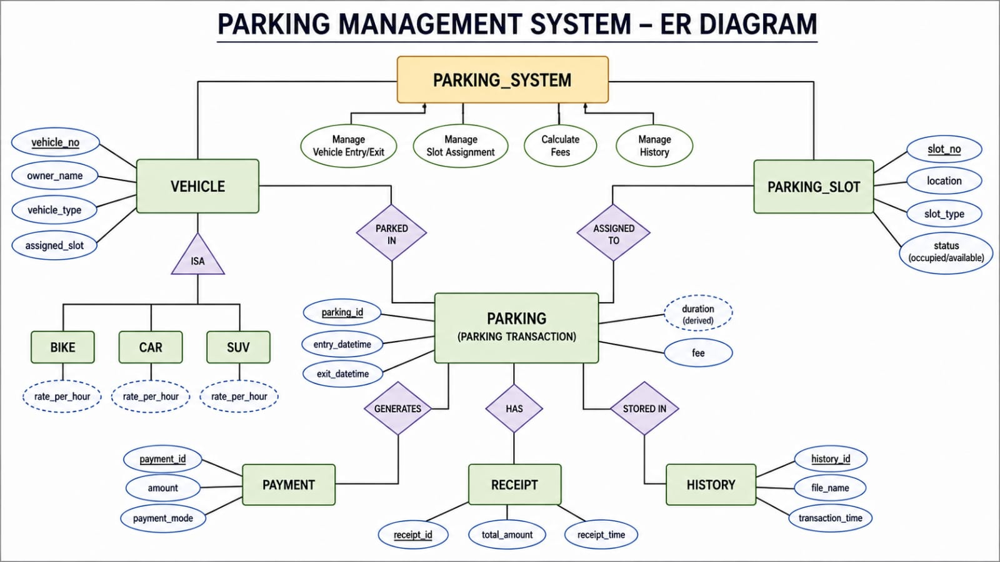 PARKING MANAGEMENT SYSTEM – ER DIAGRAM
PARKING_SYSTEM
Manage
Vehicle Entry/Exit
Manage
Slot Assignment
Calculate
Fees
Manage
History
vehicle_no
owner_name
vehicle_type
assigned_slot
VEHICLE
PARKING_SLOT
slot_no
location
slot_type
status
(occupied/available)
PARKED
IN
ASSIGNED
TO
ISA
BIKE
CAR
SUV
rate_per_hour
rate_per_hour
rate_per_hour
parking_id
entry_datetime
exit_datetime
PARKING
(PARKING TRANSACTION)
duration
(derived)
fee
GENERATES
HAS
STORED IN
payment_id
amount
payment_mode
PAYMENT
RECEIPT
HISTORY
history_id
file_name
transaction_time
receipt_id
total_amount
receipt_time